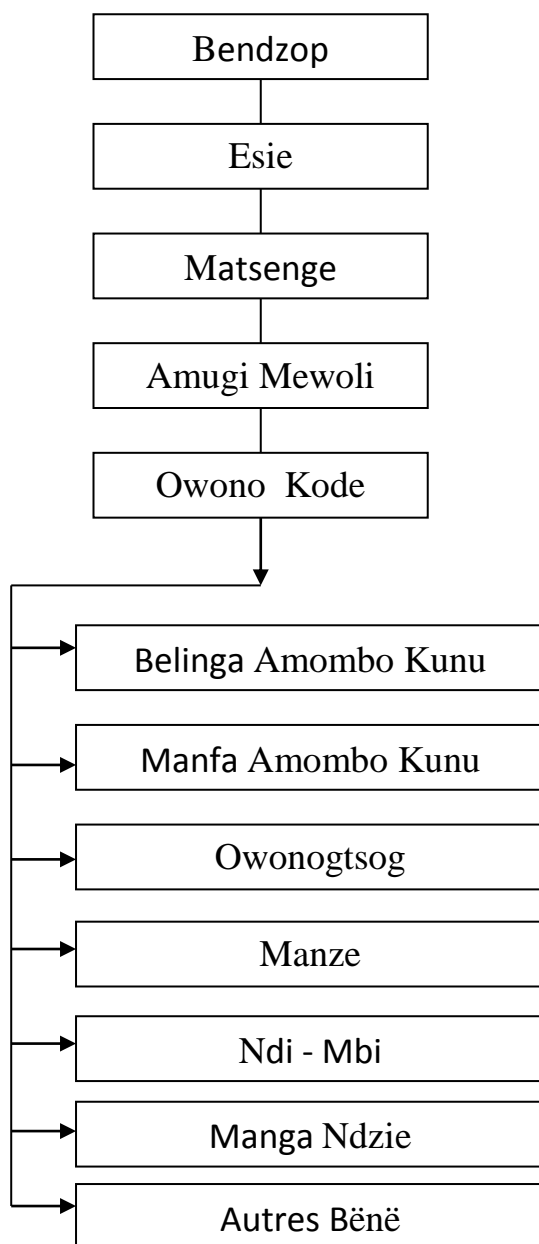 Bendzop
Esie
Matsenge
Amugi Mewoli
Owono Kode
Belinga Amombo Kunu
Manfa Amombo Kunu
Owonogtsog
Manze
Ndi - Mbi
Manga Ndzie
Autres Bënë